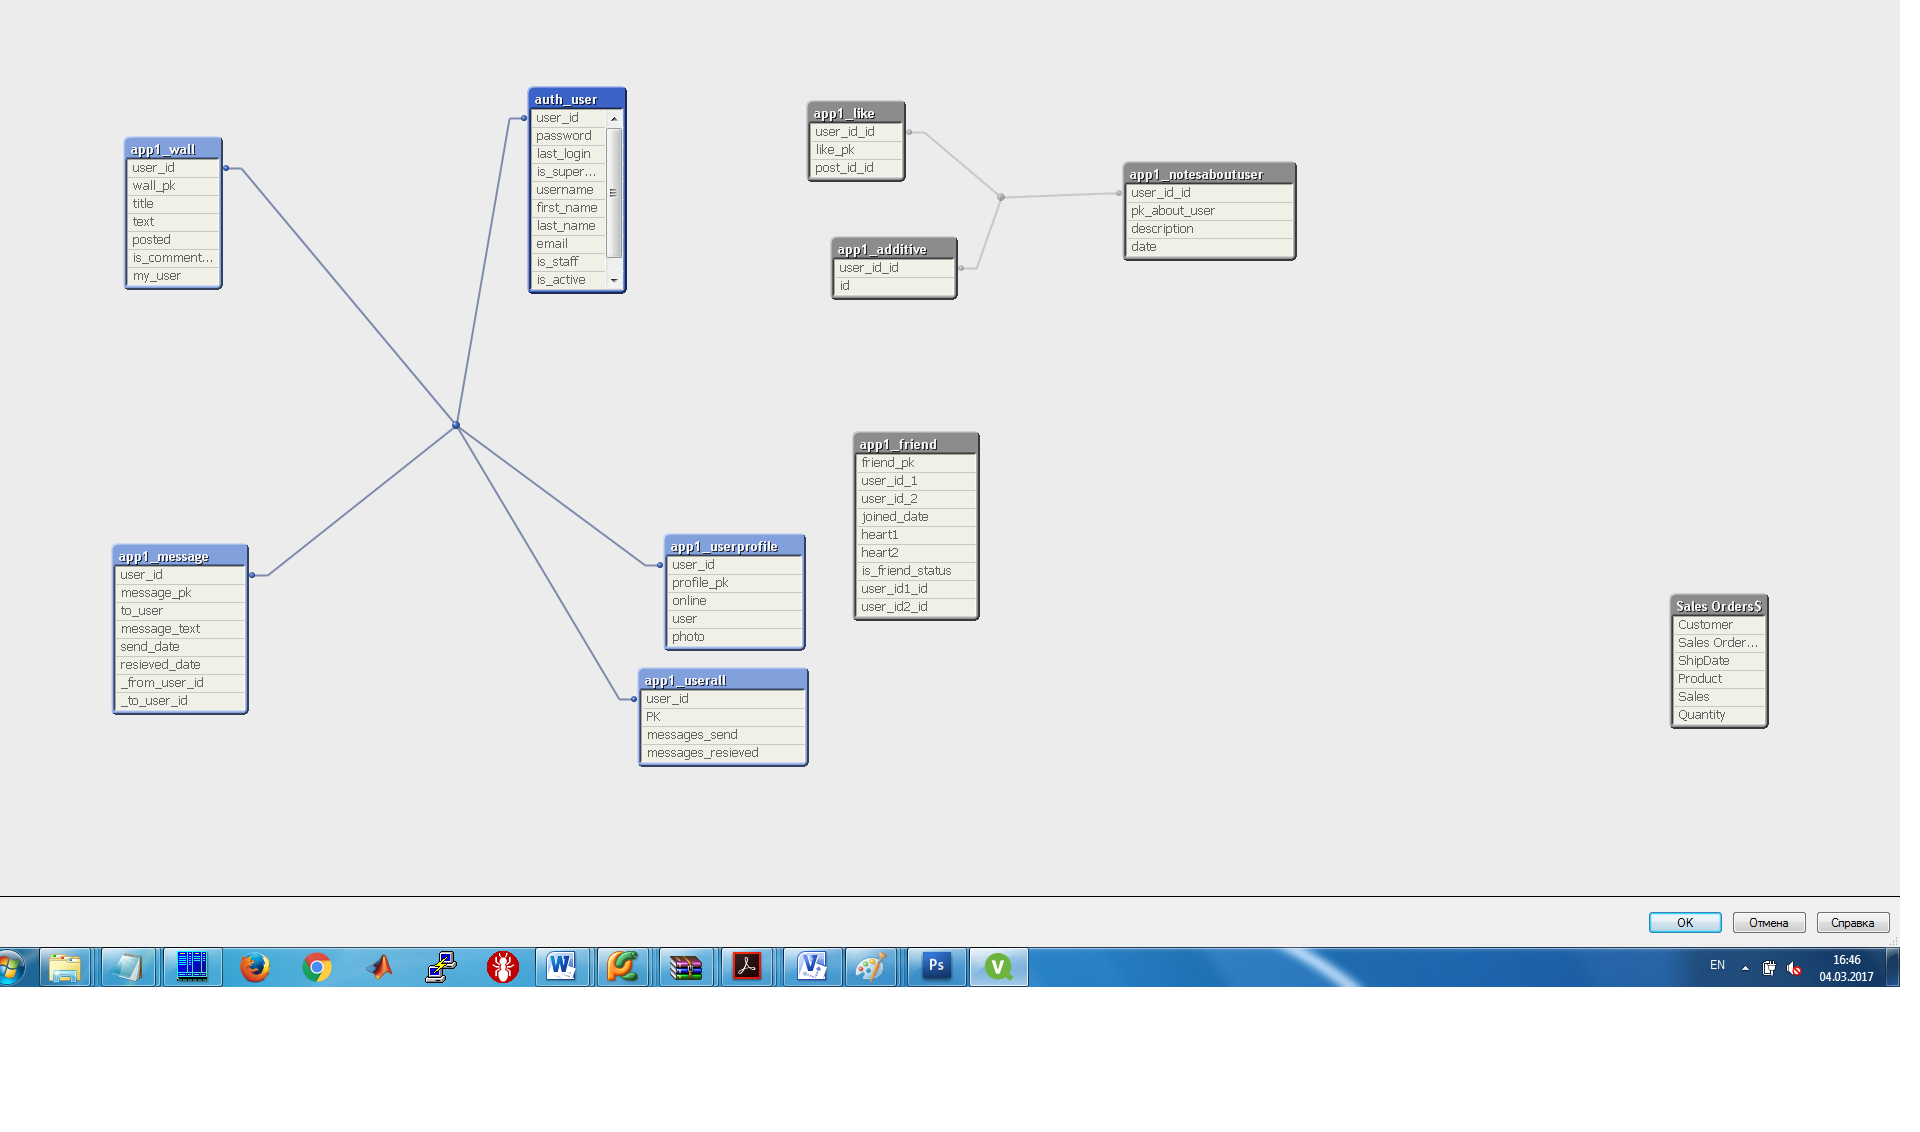 app1_wall
user_id
wall_pk
title
text
posted
is_comment...
my_user
auth_user
user_id
password
last_login
is_super...
username
first_name
last_name
email
is_staff
is_active
app1_like
user_id_id
like_pk
post_id_id
app1_additive
user_id_id
id
app1_notesaboutuser
user_id_id
pk_about_user
description
date
app1_friend
friend_pk
user_id_1
user_id_2
joined_date
heart1
heart2
is_friend_status
user_id1_id
user_id2_id
app1_message
user_id
message_pk
to_user
message_text
send_date
resieved_date
_from_user_id
_to_user_id
app1_userprofile
user_id
profile_pk
online
user
photo
app1_userall
user_id
PK
messages_send
messages_resieved
Sales Orders$
Customer
Sales Order...
ShipDate
Product
Sales
Quantity
OK
Отмена
Справка
Ps
EN
16:46
04.03.2017